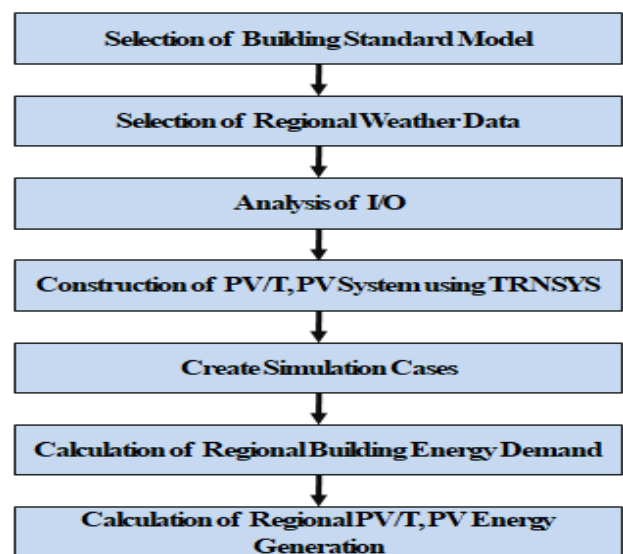 Selection of Building Standard Model
Selection of Regional Weather Data
Analysis of I/O
Construction of PV/T, PV System using TRNSYS
Create Simulation Cases
Calculation of Regional Building Energy Demand
Calculation of Regional PV/T, PV Energy
Generation